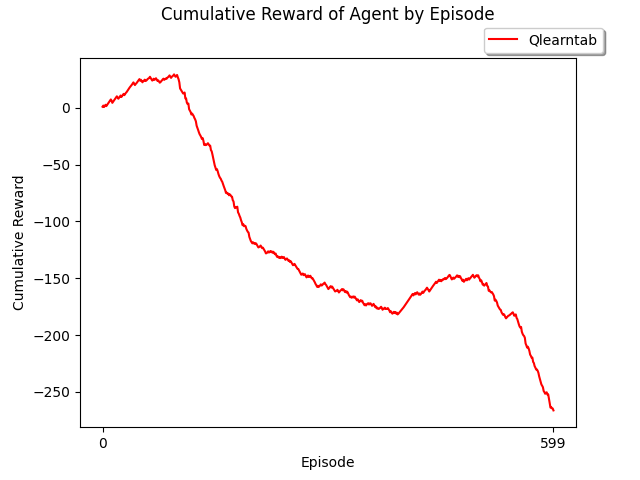 Cumulative Reward of Agent by Episode
Qlearntab
0
−50
−100
−150
−200
−250
Cumulative Reward
0
599
Episode